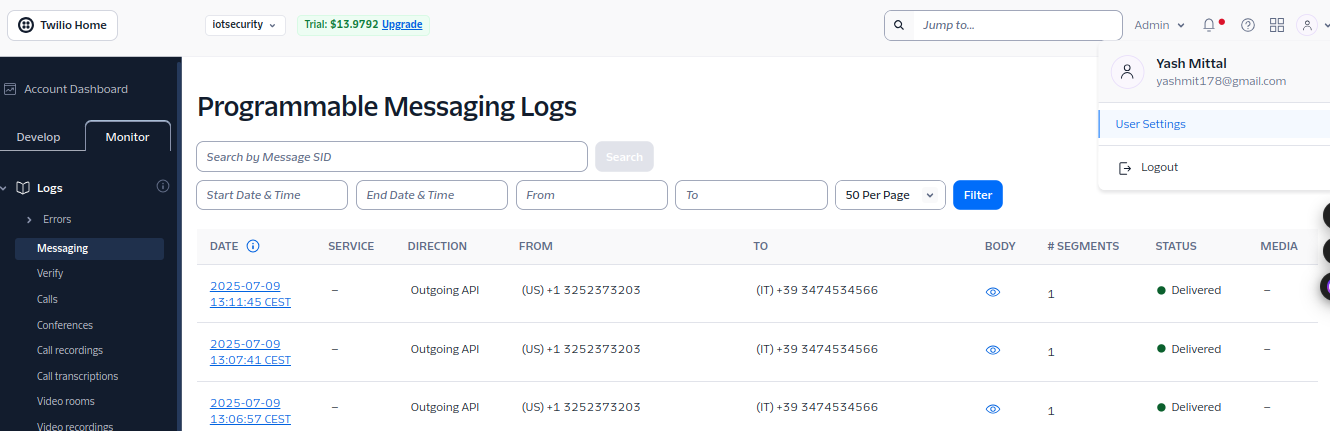 Twilio Home
iotsecurity
Trial: $13.9792 Upgrade
Jump to...
Admin
Yash Mittal
yashmit178@gmail.com
User Settings
Logout
Account Dashboard
Develop
Monitor
Logs
Errors
Messaging
Verify
Calls
Conferences
Call recordings
Call transcriptions
Video rooms
Video recordings
Programmable Messaging Logs
Search by Message SID
Search
Start Date & Time
End Date & Time
From
To
50 Per Page
Filter
DATE SERVICE DIRECTION FROM TO BODY # SEGMENTS STATUS MEDIA
2025-07-09
13:11:45 CEST – Outgoing API (US) +1 3252373203 (IT) +39 3474534566 1 Delivered –
2025-07-09
13:07:41 CEST – Outgoing API (US) +1 3252373203 (IT) +39 3474534566 1 Delivered –
2025-07-09
13:06:57 CEST – Outgoing API (US) +1 3252373203 (IT) +39 3474534566 1 Delivered –